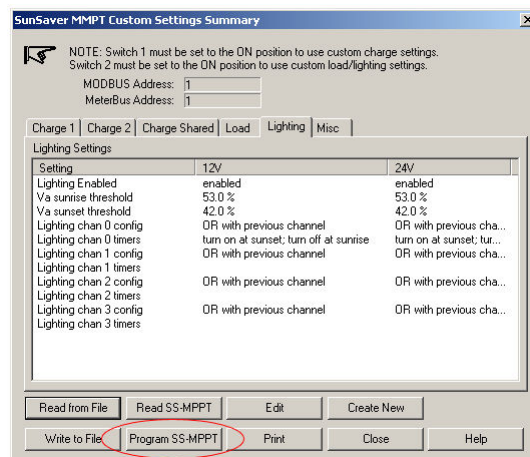 SunSaver MMPT Custom Settings Summary
NOTE: Switch 1 must be set to the ON position to use custom charge settings.
Switch 2 must be set to the ON position to use custom load/lighting settings.
MODBUS Address: 1
MeterBus Address: 1
Charge 1 Charge 2 Charge Shared Load Lighting Misc
Lighting Settings
Setting 12V 24V
Lighting Enabled enabled enabled
Va sunrise threshold 53.0 % 53.0 %
Va sunset threshold 42.0 % 42.0 %
Lighting chan 0 config OR with previous channel OR with previous cha...
Lighting chan 0 timers turn on at sunset; turn off at sunrise turn on at sunset; tur...
Lighting chan 1 config OR with previous channel OR with previous cha...
Lighting chan 1 timers
Lighting chan 2 config OR with previous channel OR with previous cha...
Lighting chan 2 timers
Lighting chan 3 config OR with previous channel OR with previous cha...
Lighting chan 3 timers
Read from File Read SS-MPPT Edit Create New
Write to File Program SS-MPPT Print Close Help